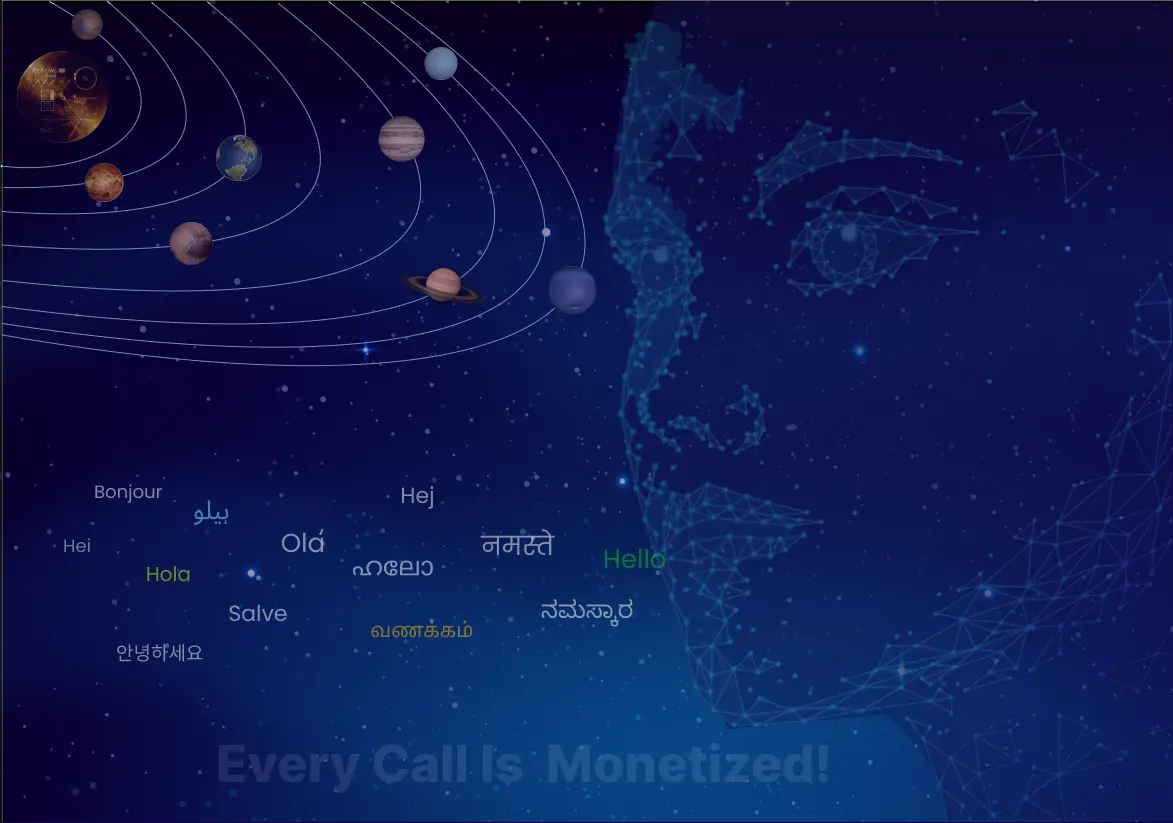 Bonjour
ہیلو
Hej
Hei
Hola
Olá
ഹലോ
नमस्ते
Hello
Salve
வணக்கம்
ನಮಸ್ಕಾರ
안녕하세요
Every Call Is Monetized!